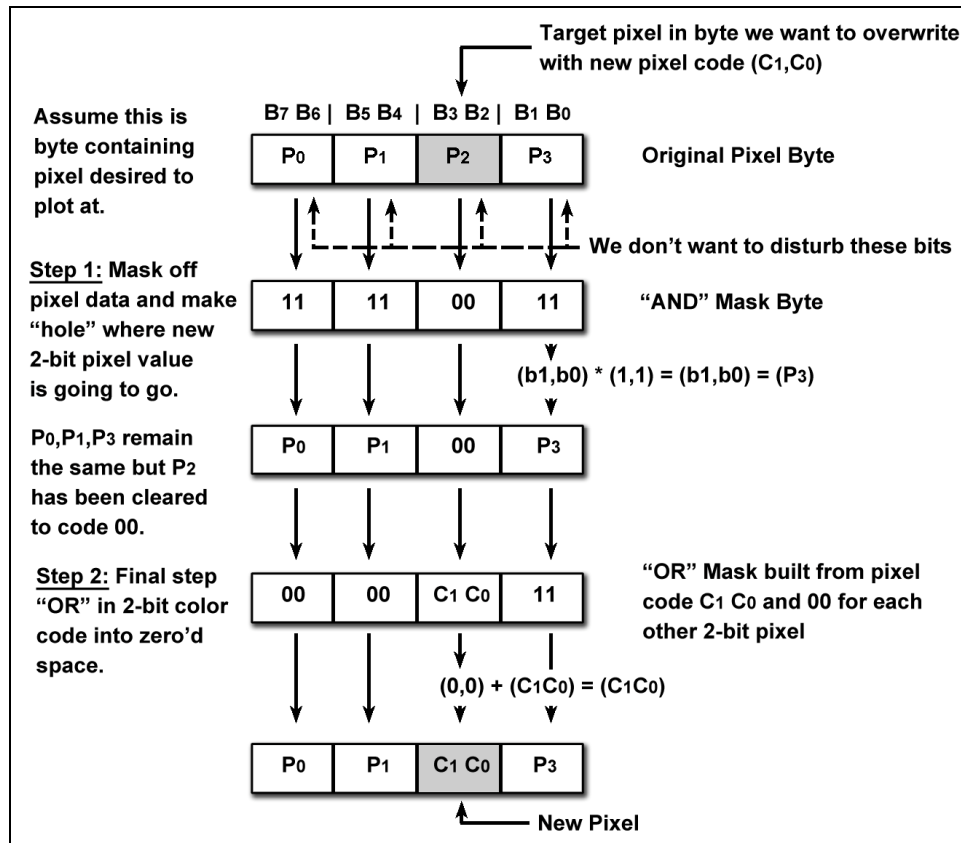 Target pixel in byte we want to overwrite
with new pixel code (C1,C0)
Assume this is
byte containing
pixel desired to
plot at.
B7 B6 | B5 B4 | B3 B2 | B1 B0
P0 P1 P2 P3
Original Pixel Byte
We don't want to disturb these bits
Step 1: Mask off
pixel data and make
“hole” where new
2-bit pixel value
is going to go.
11 11 00 11
“AND” Mask Byte
(b1,b0) * (1,1) = (b1,b0) = (P3)
P0,P1,P3 remain
the same but P2
has been cleared
to code 00.
P0 P1 00 P3
Step 2: Final step
“OR” in 2-bit color
code into zero'd
space.
00 00 C1 C0 11
“OR” Mask built from pixel
code C1 C0 and 00 for each
other 2-bit pixel
(0,0) + (C1C0) = (C1C0)
P0 P1 C1 C0 P3
New Pixel